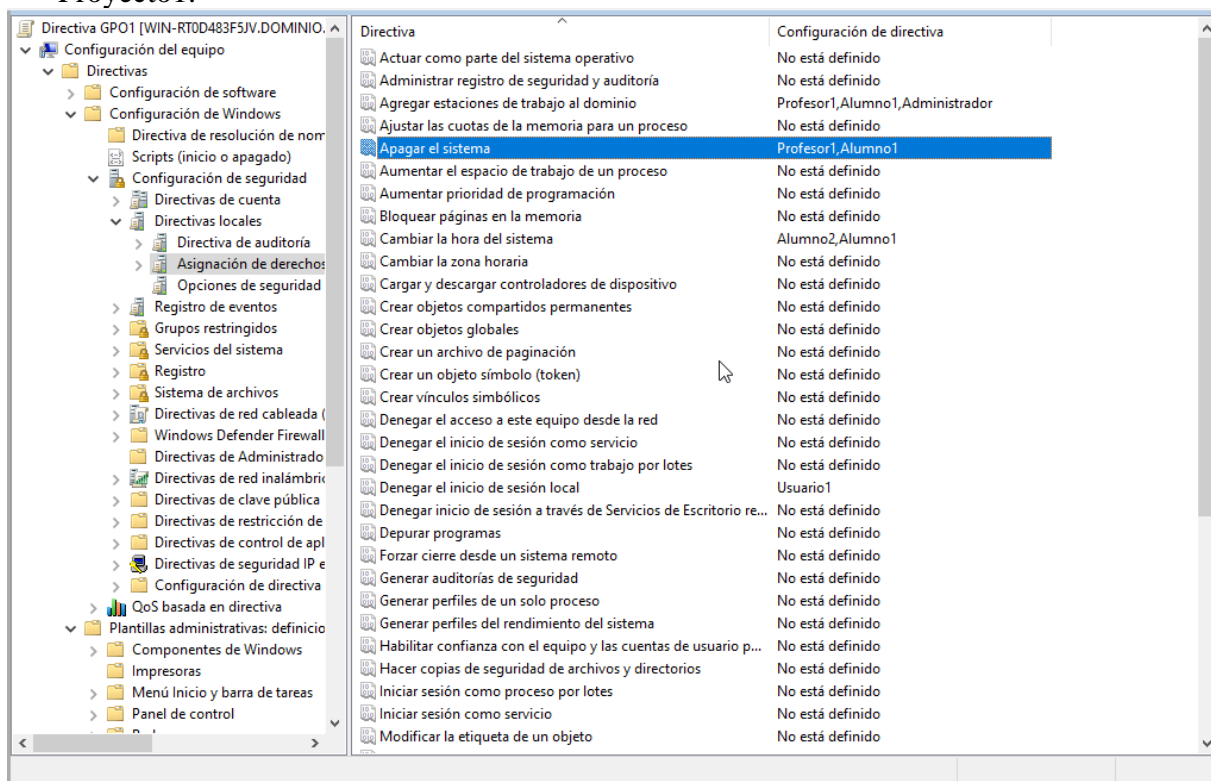 Proyecto1.
Directiva GPO1 [WIN-RT0D483F5JV.DOMINIO.
Configuración del equipo
Directivas
Configuración de software
Configuración de Windows
Directiva de resolución de nom
Scripts (inicio o apagado)
Configuración de seguridad
Directivas de cuenta
Directivas locales
Directiva de auditoría
Asignación de derechos
Opciones de seguridad
Registro de eventos
Grupos restringidos
Servicios del sistema
Registro
Sistema de archivos
Directivas de red cableada (
Windows Defender Firewall
Directivas de Administrado
Directivas de red inalámbric
Directivas de clave pública
Directivas de restricción de
Directivas de control de apl
Directivas de seguridad IP e
Configuración de directiva
QoS basada en directiva
Plantillas administrativas: definicio
Componentes de Windows
Impresoras
Menú Inicio y barra de tareas
Panel de control
Directiva Configuración de directiva
Actuar como parte del sistema operativo No está definido
Administrar registro de seguridad y auditoría No está definido
Agregar estaciones de trabajo al dominio Profesor1,Alumno1,Administrador
Ajustar las cuotas de la memoria para un proceso No está definido
Apagar el sistema Profesor1,Alumno1
Aumentar el espacio de trabajo de un proceso No está definido
Aumentar prioridad de programación No está definido
Bloquear páginas en la memoria No está definido
Cambiar la hora del sistema Alumno2,Alumno1
Cambiar la zona horaria No está definido
Cargar y descargar controladores de dispositivo No está definido
Crear objetos compartidos permanentes No está definido
Crear objetos globales No está definido
Crear un archivo de paginación No está definido
Crear un objeto símbolo (token) No está definido
Crear vínculos simbólicos No está definido
Denegar el acceso a este equipo desde la red No está definido
Denegar el inicio de sesión como servicio No está definido
Denegar el inicio de sesión como trabajo por lotes No está definido
Denegar el inicio de sesión local Usuario1
Denegar inicio de sesión a través de Servicios de Escritorio re... No está definido
Depurar programas No está definido
Forzar cierre desde un sistema remoto No está definido
Generar auditorías de seguridad No está definido
Generar perfiles de un solo proceso No está definido
Generar perfiles del rendimiento del sistema No está definido
Habilitar confianza con el equipo y las cuentas de usuario p... No está definido
Hacer copias de seguridad de archivos y directorios No está definido
Iniciar sesión como proceso por lotes No está definido
Iniciar sesión como servicio No está definido
Modificar la etiqueta de un objeto No está definido